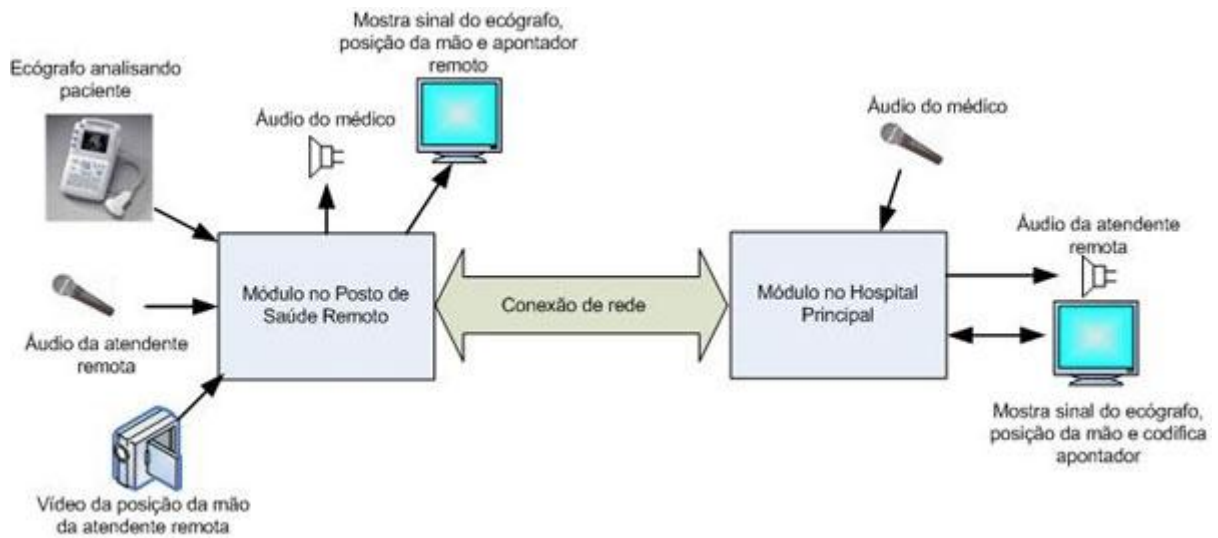 Mostra sinal do ecógrafo,
posição da mão e apontador
remoto
Ecógrafo analisando
paciente
Áudio do médico
Áudio do médico
Áudio da atendente
remota
Módulo no Posto de
Saúde Remoto
Conexão de rede
Módulo no Hospital
Principal
Áudio da atendente
remota
Mostra sinal do ecógrafo,
posição da mão e codifica
apontador
Vídeo da posição da mão
da atendente remota